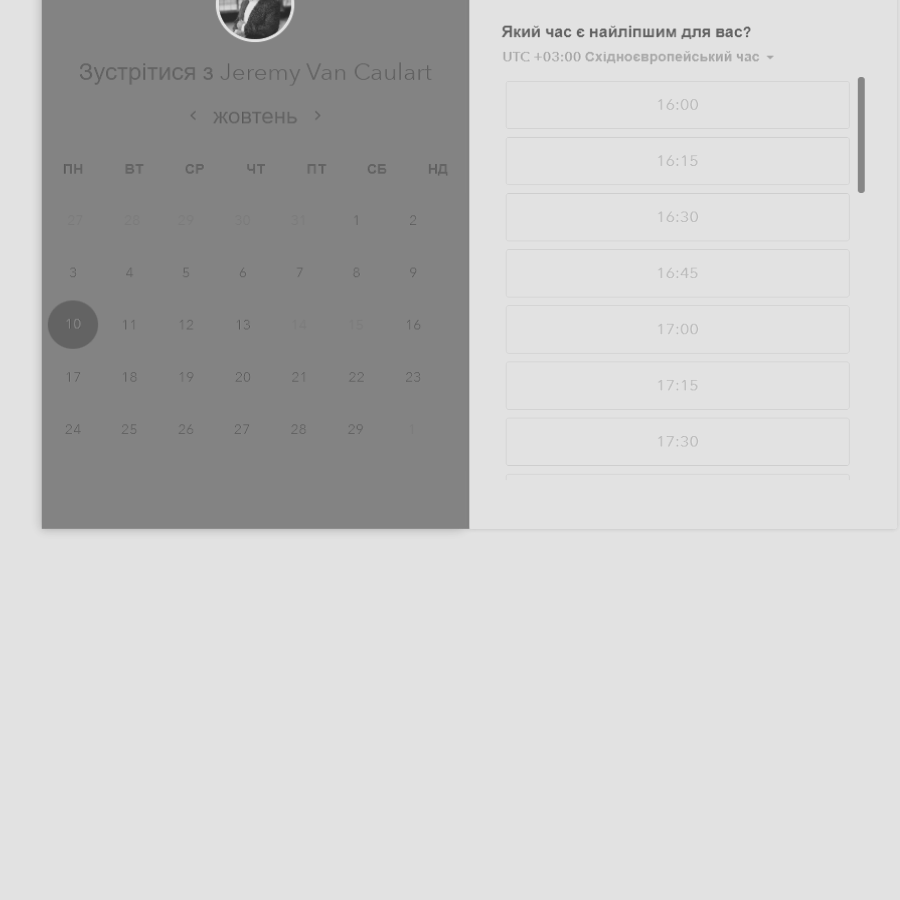 Зустрітися з Jeremy Van Caulart
жовтень
ПН ВТ СР ЧТ ПТ СБ НД
27 28 29 30 31 1 2
3 4 5 6 7 8 9
10 11 12 13 14 15 16
17 18 19 20 21 22 23
24 25 26 27 28 29 1
Який час є найліпшим для вас?
UTC +03:00 Східноєвропейський час
16:00
16:15
16:30
16:45
17:00
17:15
17:30